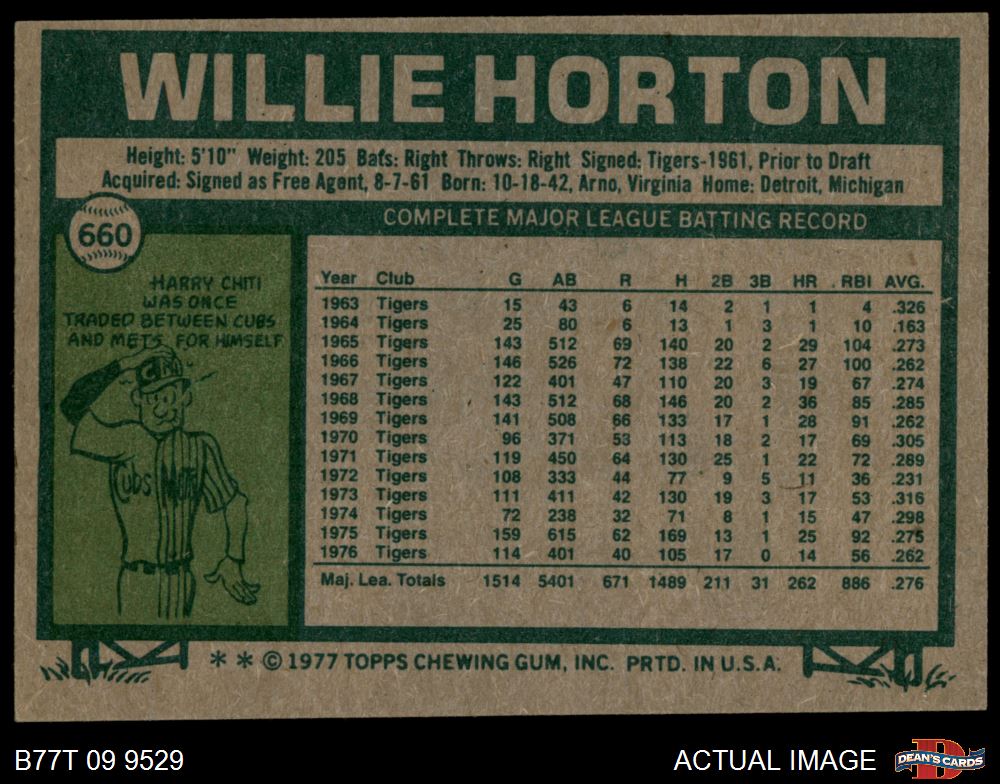 WILLIE HORTON
Height: 5'10" Weight: 205 Bats: Right Throws: Right Signed: Tigers-1961, Prior to Draft
Acquired: Signed as Free Agent, 8-7-61 Born: 10-18-42, Arno, Virginia Home: Detroit, Michigan
660
COMPLETE MAJOR LEAGUE BATTING RECORD
HARRY CHITI
WAS ONCE
TRADED BETWEEN CUBS
AND METS, FOR HIMSELF
CM
Cubs Mets
Year Club G AB R H 2B 3B HR RBI AVG.
1963 Tigers 15 43 6 14 2 1 1 4 .326
1964 Tigers 25 80 6 13 1 3 1 10 .163
1965 Tigers 143 512 69 140 20 2 29 104 .273
1966 Tigers 146 526 72 138 22 6 27 100 .262
1967 Tigers 122 401 47 110 20 3 19 67 .274
1968 Tigers 143 512 68 146 20 2 36 85 .285
1969 Tigers 141 508 66 133 17 1 28 91 .262
1970 Tigers 96 371 53 113 18 2 17 69 .305
1971 Tigers 119 450 64 130 25 1 22 72 .289
1972 Tigers 108 333 44 77 9 5 11 36 .231
1973 Tigers 111 411 42 130 19 3 17 53 .316
1974 Tigers 72 238 32 71 8 1 15 47 .298
1975 Tigers 159 615 62 169 13 1 25 92 .275
1976 Tigers 114 401 40 105 17 0 14 56 .262
Maj. Lea. Totals 1514 5401 671 1489 211 31 262 886 .276
* * © 1977 TOPPS CHEWING GUM, INC. PRTD. IN U.S.A.
B77T 09 9529
ACTUAL IMAGE
D
DEAN'S CARDS